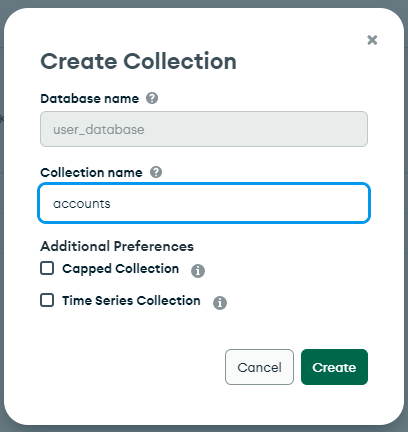 Create Collection
Database name
user_database
Collection name
accounts
Additional Preferences
Capped Collection
Time Series Collection
Cancel
Create